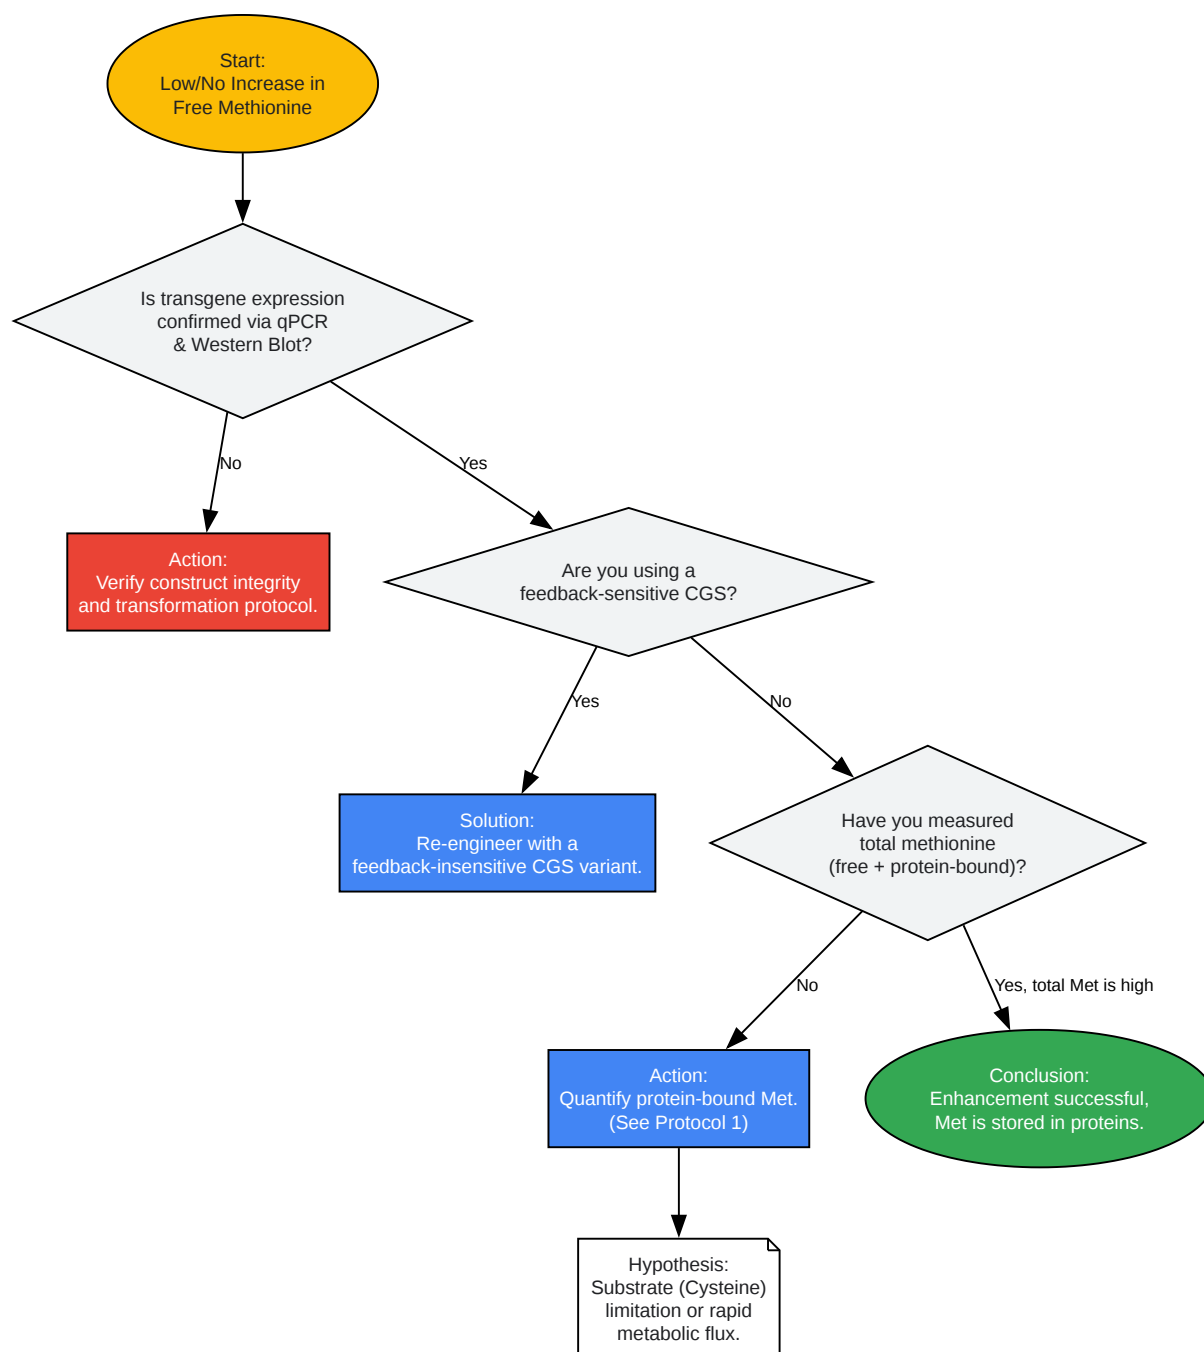 Start:
Low/No Increase in
Free Methionine
Is transgene expression
confirmed via qPCR
& Western Blot?
No
Yes
Action:
Verify construct integrity
and transformation protocol.
Are you using a
feedback-sensitive CGS?
Yes
No
Solution:
Re-engineer with a
feedback-insensitive CGS variant.
Have you measured
total methionine
(free + protein-bound)?
No
Yes, total Met is high
Action:
Quantify protein-bound Met.
(See Protocol 1)
Conclusion:
Enhancement successful,
Met is stored in proteins.
Hypothesis:
Substrate (Cysteine)
limitation or rapid
metabolic flux.